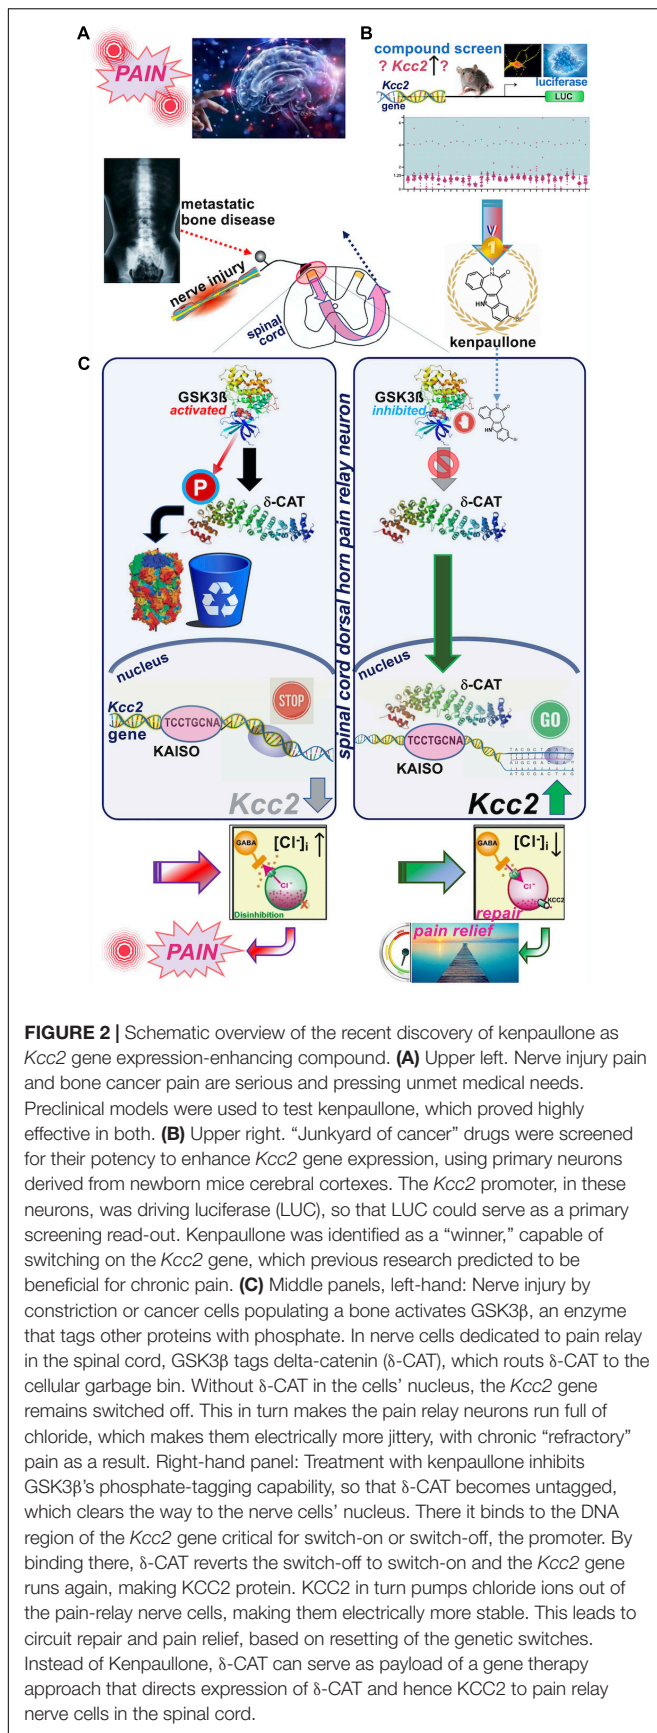 A
PAIN
B
compound screen
? Kcc2 ↑ ?
luciferase
Kcc2
gene
LUC
metastatic
bone disease
nerve injury
spinal
cord
1
kenpaullone
C
GSK3ß
activated
P
δ-CAT
nucleus
Kcc2
gene
TCCTGCNA
KAISO
STOP
Kcc2
spinal cord dorsal horn pain relay neuron
GSK3ß
inhibited
δ-CAT
nucleus
δ-CAT
TCCTGCNA
KAISO
GO
Kcc2
GABA
[Cl-]i ↑
Cl-
Disinhibition
PAIN
GABA
[Cl-]i ↓
Cl-
KCC2
repair
pain relief
FIGURE 2 | Schematic overview of the recent discovery of kenpaullone as
Kcc2 gene expression-enhancing compound. (A) Upper left. Nerve injury pain
and bone cancer pain are serious and pressing unmet medical needs.
Preclinical models were used to test kenpaullone, which proved highly
effective in both. (B) Upper right. “Junkyard of cancer” drugs were screened
for their potency to enhance Kcc2 gene expression, using primary neurons
derived from newborn mice cerebral cortexes. The Kcc2 promoter, in these
neurons, was driving luciferase (LUC), so that LUC could serve as a primary
screening read-out. Kenpaullone was identified as a “winner,” capable of
switching on the Kcc2 gene, which previous research predicted to be
beneficial for chronic pain. (C) Middle panels, left-hand: Nerve injury by
constriction or cancer cells populating a bone activates GSK3β, an enzyme
that tags other proteins with phosphate. In nerve cells dedicated to pain relay
in the spinal cord, GSK3β tags delta-catenin (δ-CAT), which routs δ-CAT to the
cellular garbage bin. Without δ-CAT in the cells’ nucleus, the Kcc2 gene
remains switched off. This in turn makes the pain relay neurons run full of
chloride, which makes them electrically more jittery, with chronic “refractory”
pain as a result. Right-hand panel: Treatment with kenpaullone inhibits
GSK3β’s phosphate-tagging capability, so that δ-CAT becomes untagged,
which clears the way to the nerve cells’ nucleus. There it binds to the DNA
region of the Kcc2 gene critical for switch-on or switch-off, the promoter. By
binding there, δ-CAT reverts the switch-off to switch-on and the Kcc2 gene
runs again, making KCC2 protein. KCC2 in turn pumps chloride ions out of
the pain-relay nerve cells, making them electrically more stable. This leads to
circuit repair and pain relief, based on resetting of the genetic switches.
Instead of Kenpaullone, δ-CAT can serve as payload of a gene therapy
approach that directs expression of δ-CAT and hence KCC2 to pain relay
nerve cells in the spinal cord.